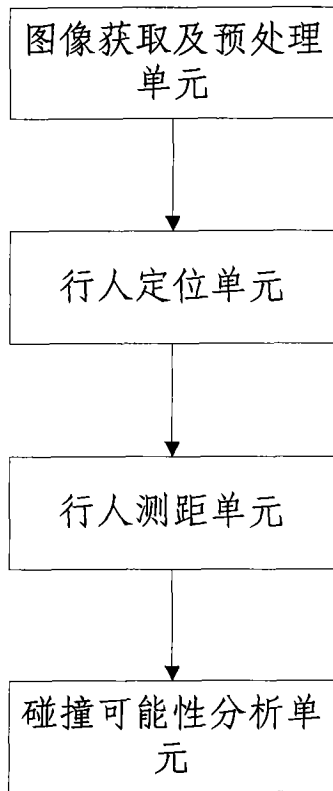 图像获取及预处理
单元
行人定位单元
行人测距单元
碰撞可能性分析单
元